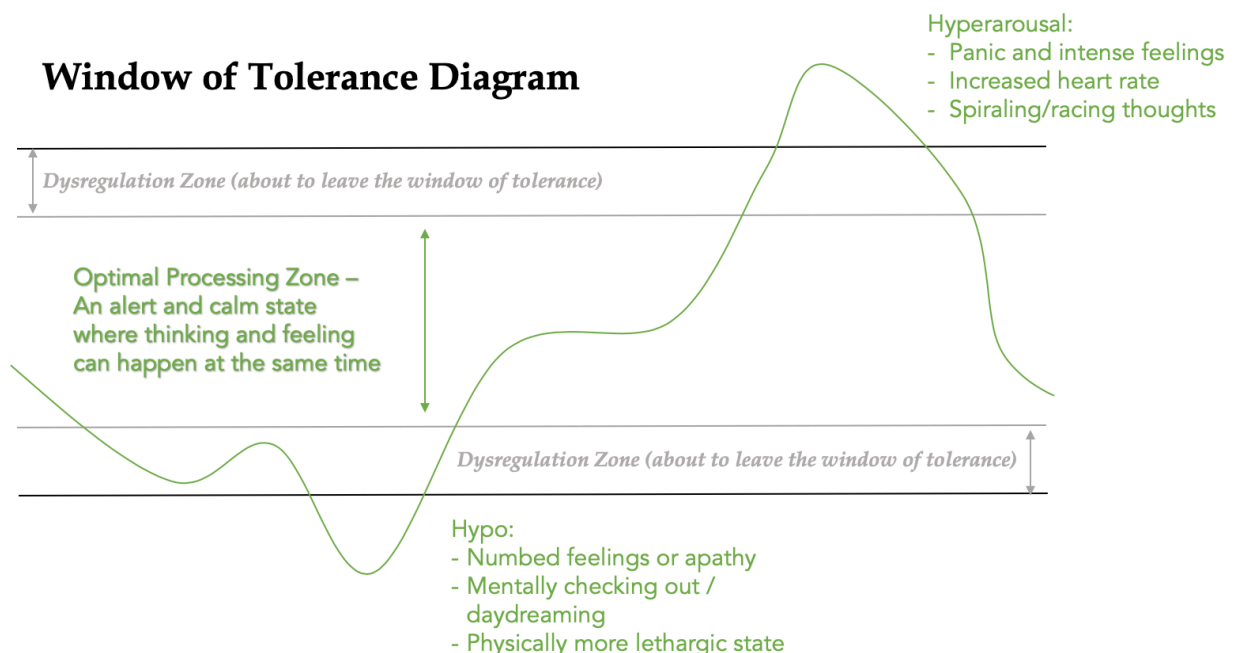 Hyperarousal:
- Panic and intense feelings
- Increased heart rate
- Spiraling/racing thoughts
Window of Tolerance Diagram
Dysregulation Zone (about to leave the window of tolerance)
Optimal Processing Zone –
An alert and calm state
where thinking and feeling
can happen at the same time
Dysregulation Zone (about to leave the window of tolerance)
Hypo:
- Numbed feelings or apathy
- Mentally checking out /
daydreaming
- Physically more lethargic state